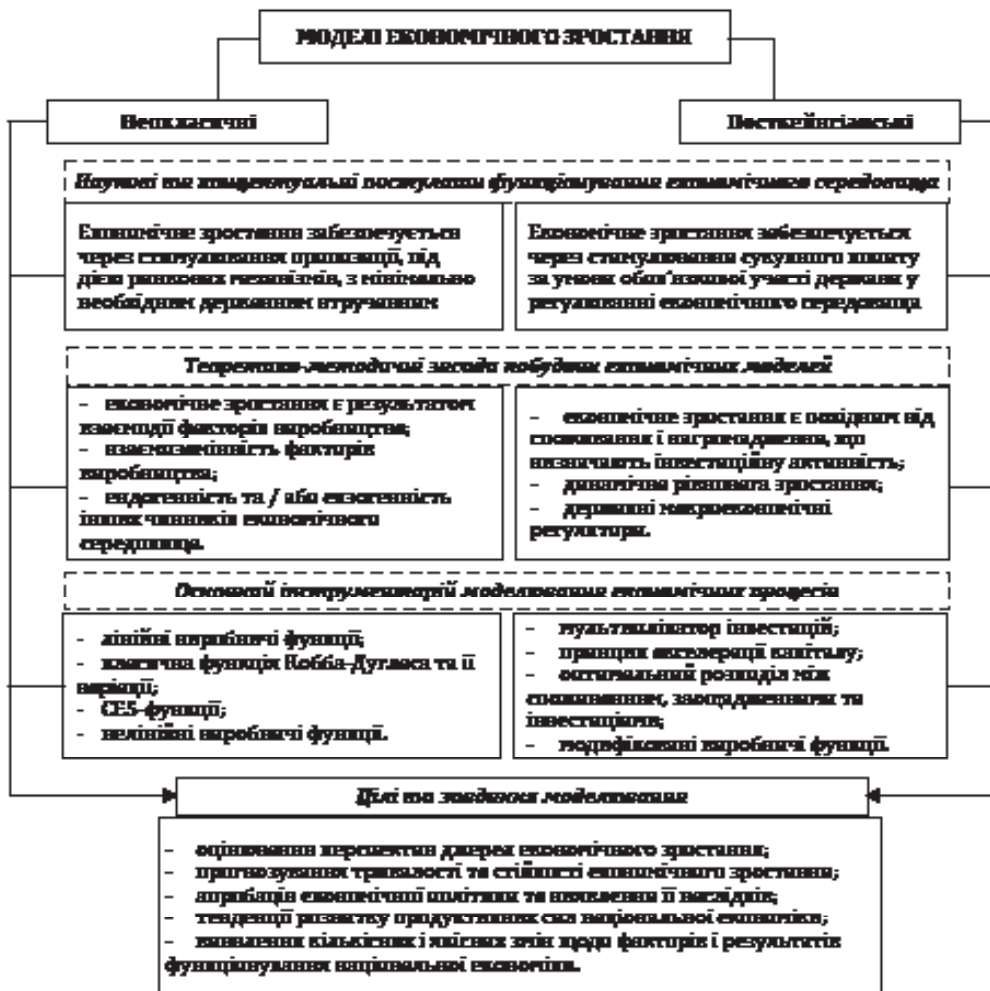 МОДЕЛІ ЕКОНОМІЧНОГО ЗРОСТАННЯ
Неокласичні
Посткейнсіанські
Наукові та концептуальні постулати функціонування економічного середовища
Економічне зростання забезпечується
через стимулювання пропозиції, під
дією ринкових механізмів, з мінімально
необхідним державним втручанням
Економічне зростання забезпечується
через стимулювання сукупного попиту
за умови обов'язкової участі держави у
регулюванні економічного середовища
Теоретико-методичні засади побудови економічних моделей
- економічне зростання є результатом
взаємодії факторів виробництва;
- взаємозамінність факторів
виробництва;
- ендогенність та / або екзогенність
інших чинників економічного
середовища.
- економічне зростання є похідним від
споживання і нагромадження, що
визначають інвестиційну активність;
- динамічна рівновага зростання;
- державні макроекономічні
регулятори.
Основний інструментарій моделювання економічних процесів
- лінійні виробничі функції;
- класична функція Кобба-Дугласа та її
варіації;
- CES-функції;
- нелінійні виробничі функції.
- мультиплікатор інвестицій;
- принцип акселерації капіталу;
- оптимальний розподіл між
споживанням, заощадженням та
інвестиціями;
- модифіковані виробничі функції.
Цілі та завдання моделювання
- оцінювання перспектив джерел економічного зростання;
- прогнозування тривалості та стійкості економічного зростання;
- апробація економічної політики та виявлення її наслідків;
- тенденції розвитку продуктивних сил національної економіки;
- виявлення кількісних і якісних змін щодо факторів і результатів
функціонування національної економіки.